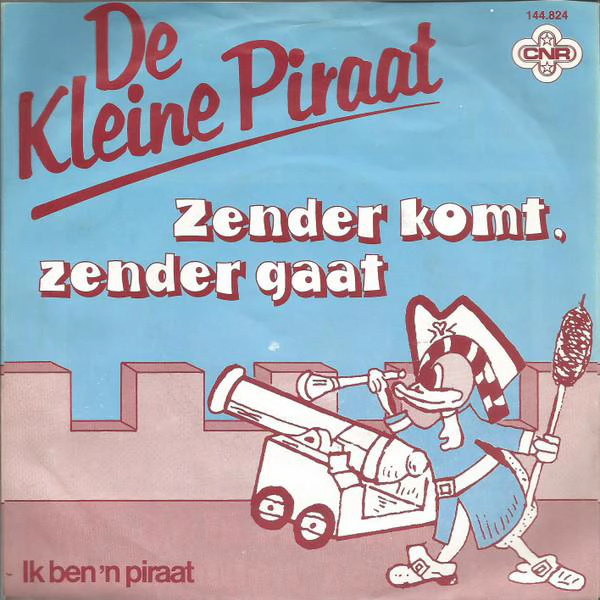 144.824
CNR
De
Kleine Piraat
Zender komt,
zender gaat
Ik ben 'n piraat